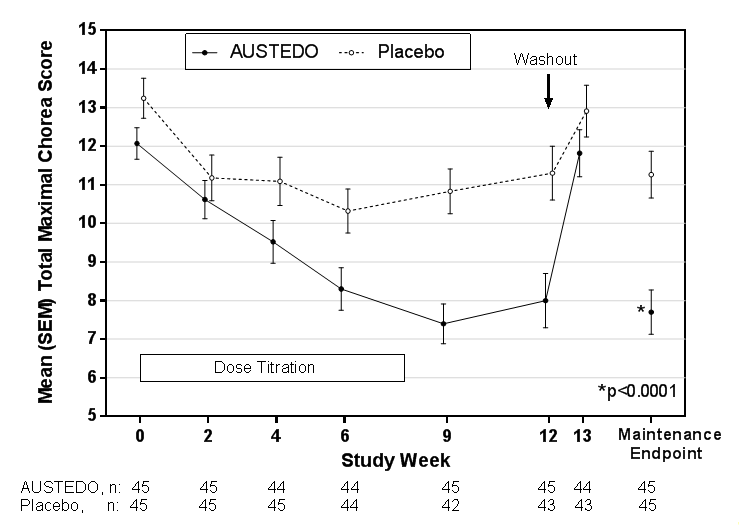 15
14
13
12
11
10
9
8
7
6
5
Mean (SEM) Total Maximal Chorea Score
AUSTEDO Placebo
Washout
*
Dose Titration
*p<0.0001
0 2 4 6 9 12 13 Maintenance
Endpoint
Study Week
AUSTEDO, n: 45 45 44 44 45 45 44 45
Placebo, n: 45 45 45 44 42 43 43 45